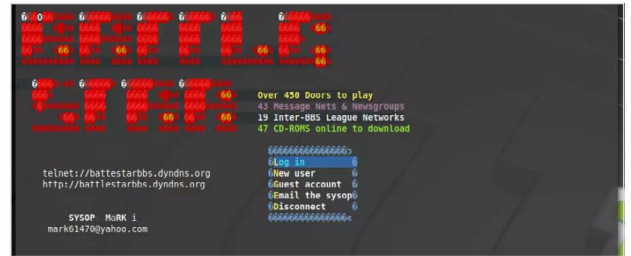 Over 450 Doors to play
43 Message Nets & Newsgroups
19 Inter-BBS League Networks
47 CD-ROMS online to download
Log in
New user
Guest account
Email the sysop
Disconnect
telnet://battestarbbs.dyndns.org
http://battlestarbbs.dyndns.org
SYSOP MoRK i
mark61470@yahoo.com